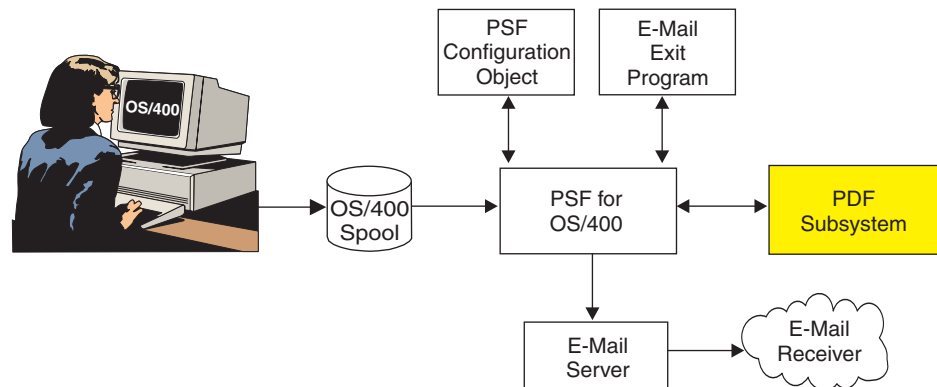 PSF
Configuration
Object
E-Mail
Exit
Program
OS/400
OS/400
Spool
PSF for
OS/400
PDF
Subsystem
E-Mail
Server
E-Mail
Receiver